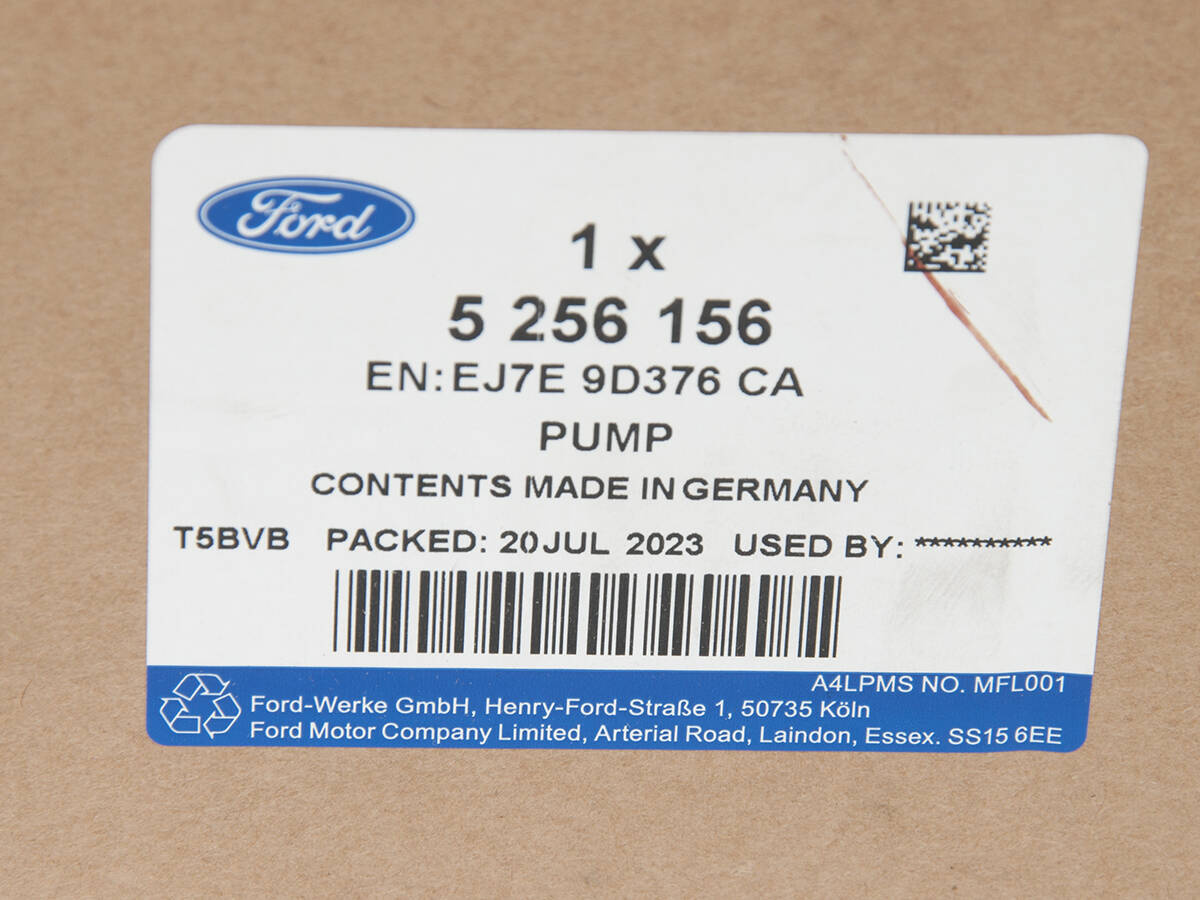 Ford
1 x
5 256 156
EN:EJ7E 9D376 CA
PUMP
CONTENTS MADE IN GERMANY
T5BVB PACKED: 20 JUL 2023 USED BY: **********
A4LPMS NO. MFL001
Ford-Werke GmbH, Henry-Ford-Straße 1, 50735 Köln
Ford Motor Company Limited, Arterial Road, Laindon, Essex. SS15 6EE